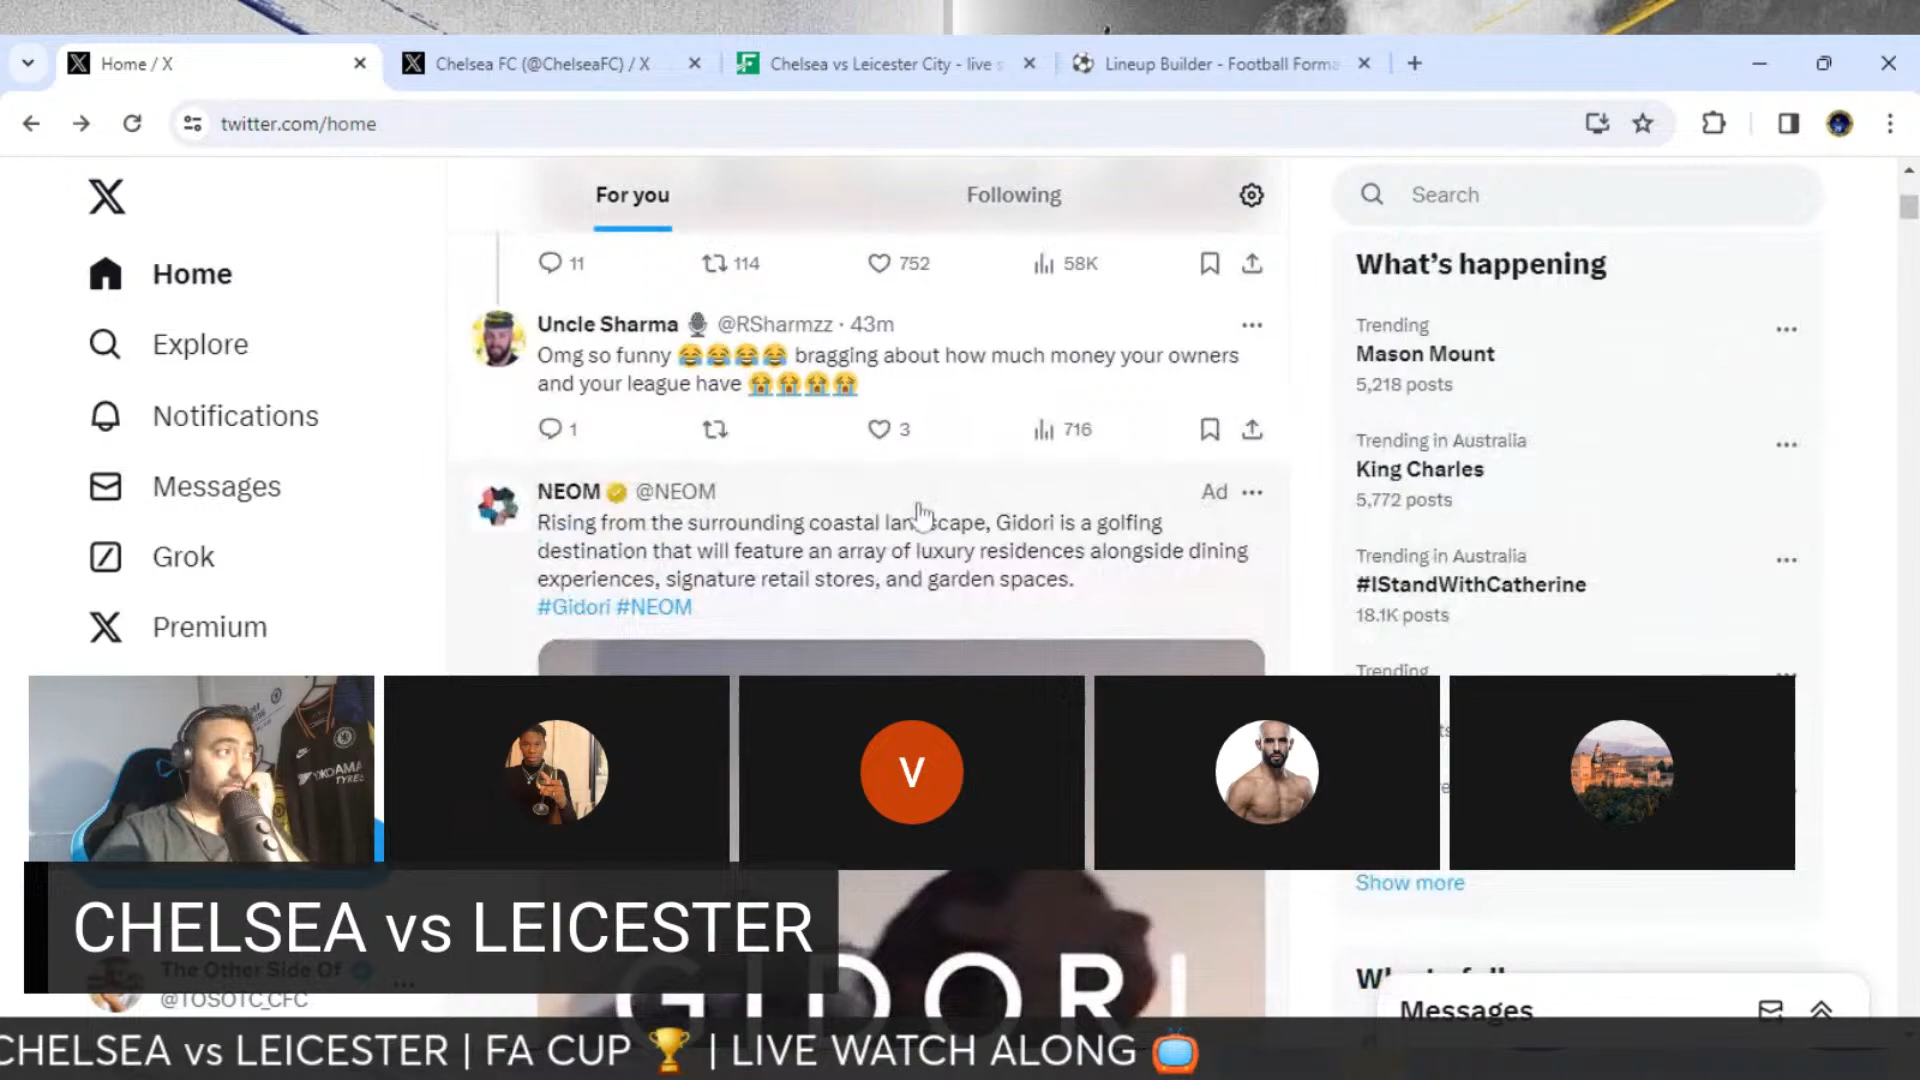 Home / X
Chelsea FC (@ChelseaFC) / X
Chelsea vs Leicester City - live
Lineup Builder - Football Forma
twitter.com/home
For you
Following
Search
Home
Explore
Notifications
Messages
Grok
Premium
11 114 752 58K
Uncle Sharma 🎙 @RSharmzz · 43m
Omg so funny 😂😂😂😂 bragging about how much money your owners
and your league have 😭😭😭😭
1 3 716
NEOM @NEOM
Ad
Rising from the surrounding coastal landscape, Gidori is a golfing
destination that will feature an array of luxury residences alongside dining
experiences, signature retail stores, and garden spaces.
#Gidori #NEOM
What's happening
Trending
Mason Mount
5,218 posts
Trending in Australia
King Charles
5,772 posts
Trending in Australia
#IStandWithCatherine
18.1K posts
Trending
Show more
YOKOHAMA
TYRES
V
GIDORI
CHELSEA vs LEICESTER
The Other Side Of
@TOSOTC_CFC
Messages
CHELSEA vs LEICESTER | FA CUP 🏆 | LIVE WATCH ALONG 📺